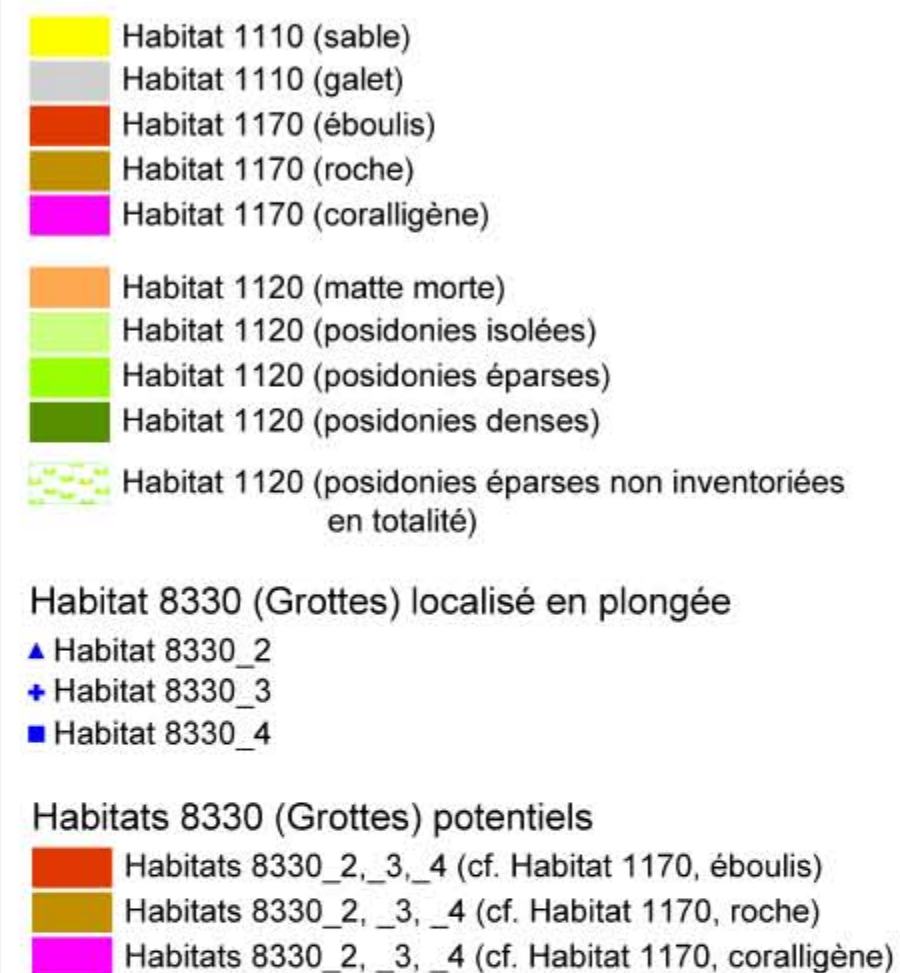 Habitat 1110 (sable)
Habitat 1110 (galet)
Habitat 1170 (éboulis)
Habitat 1170 (roche)
Habitat 1170 (coralligène)
Habitat 1120 (matte morte)
Habitat 1120 (posidonies isolées)
Habitat 1120 (posidonies éparses)
Habitat 1120 (posidonies denses)
Habitat 1120 (posidonies éparses non inventoriées
en totalité)
Habitat 8330 (Grottes) localisé en plongée
Habitat 8330_2
Habitat 8330_3
Habitat 8330_4
Habitats 8330 (Grottes) potentiels
Habitats 8330_2,_3,_4 (cf. Habitat 1170, éboulis)
Habitats 8330_2, _3, _4 (cf. Habitat 1170, roche)
Habitats 8330_2, _3, _4 (cf. Habitat 1170, coralligène)